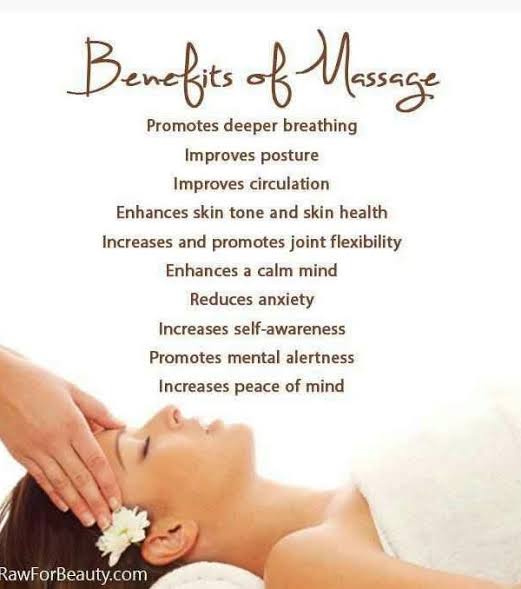 Benefits of Massage
Promotes deeper breathing
Improves posture
Improves circulation
Enhances skin tone and skin health
Increases and promotes joint flexibility
Enhances a calm mind
Reduces anxiety
Increases self-awareness
Promotes mental alertness
Increases peace of mind
RawForBeauty.com